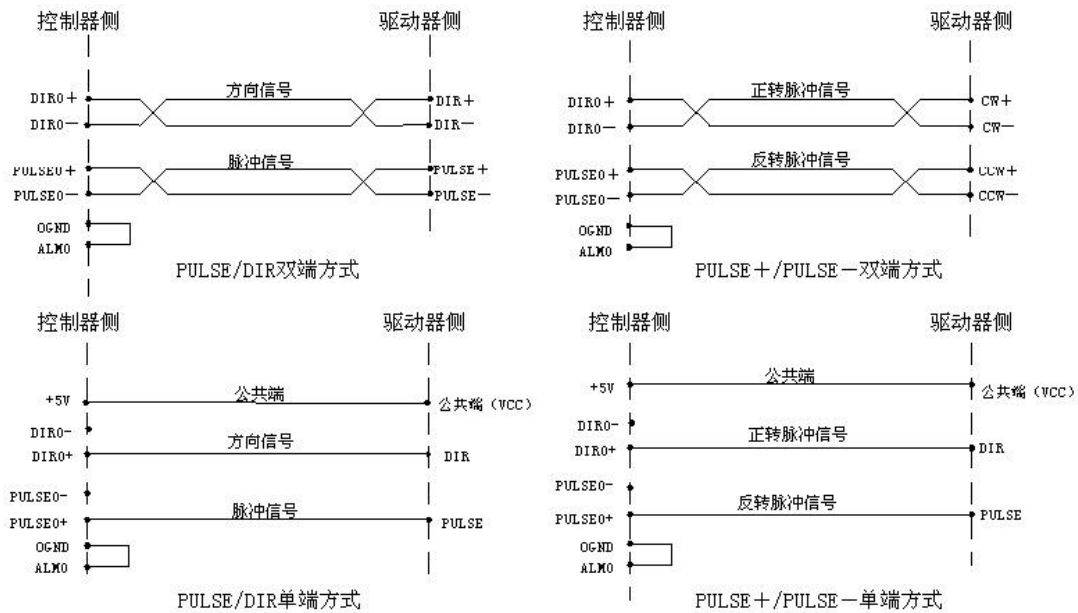 控制器侧 驱动器侧
DIR0+ 方向信号 DIR+
DIR0— DIR—
PULSE0+ 脉冲信号 PULSE+
PULSE0— PULSE—
OGND
ALM0
PULSE/DIR双端方式
控制器侧 驱动器侧
DIR0+ 正转脉冲信号 CW+
DIR0— CW—
PULSE0+ 反转脉冲信号 CCW+
PULSE0— CCW—
OGND
ALM0
PULSE+/PULSE—双端方式
控制器侧 驱动器侧
+5V 公共端 公共端（VCC）
DIR0-
DIR0+ 方向信号 DIR
PULSE0-
PULSE0+ 脉冲信号 PULSE
OGND
ALM0
PULSE/DIR单端方式
控制器侧 驱动器侧
+5V 公共端 公共端（VCC）
DIR0-
DIR0+ 正转脉冲信号 DIR
PULSE0-
PULSE0+ 反转脉冲信号 PULSE
OGND
ALM0
PULSE+/PULSE—单端方式